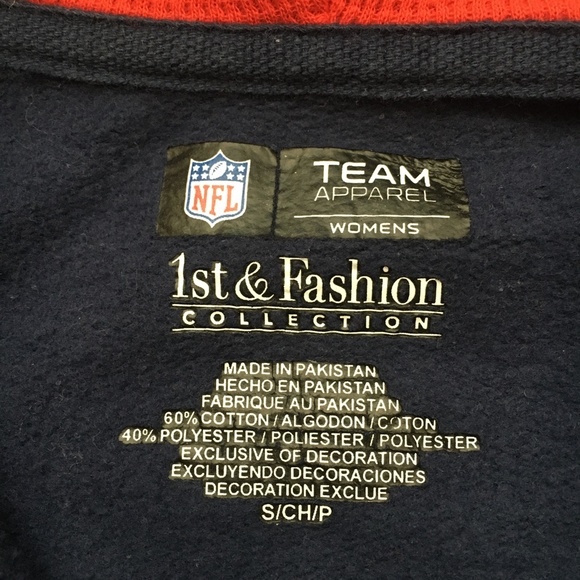 NFL
TEAM
APPAREL
WOMENS
1st & Fashion
COLLECTION
MADE IN PAKISTAN
HECHO EN PAKISTAN
FABRIQUE AU PAKISTAN
60% COTTON / ALGODON / COTON
40% POLYESTER / POLIESTER / POLYESTER
EXCLUSIVE OF DECORATION
EXCLUYENDO DECORACIONES
DECORATION EXCLUE
S/CH/P